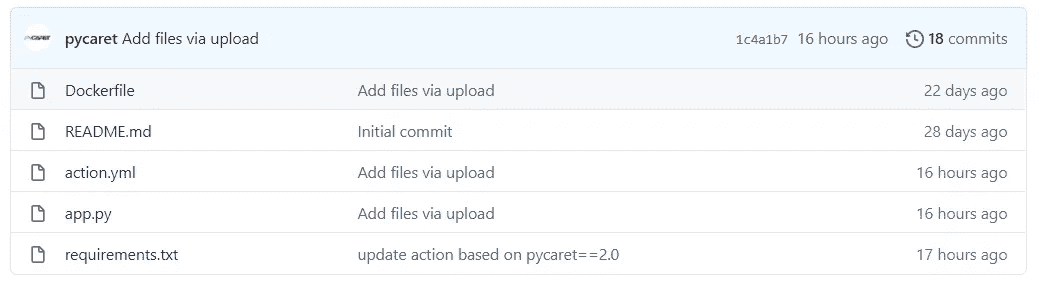 PYCARET pycaret Add files via upload 1c4a1b7 16 hours ago 18 commits
Dockerfile Add files via upload 22 days ago
README.md Initial commit 28 days ago
action.yml Add files via upload 16 hours ago
app.py Add files via upload 16 hours ago
requirements.txt update action based on pycaret==2.0 17 hours ago